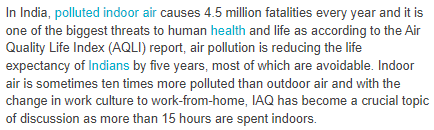 In India, polluted indoor air causes 4.5 million fatalities every year and it is
one of the biggest threats to human health and life as according to the Air
Quality Life Index (AQLI) report, air pollution is reducing the life
expectancy of Indians by five years, most of which are avoidable. Indoor
air is sometimes ten times more polluted than outdoor air and with the
change in work culture to work-from-home, IAQ has become a crucial topic
of discussion as more than 15 hours are spent indoors.